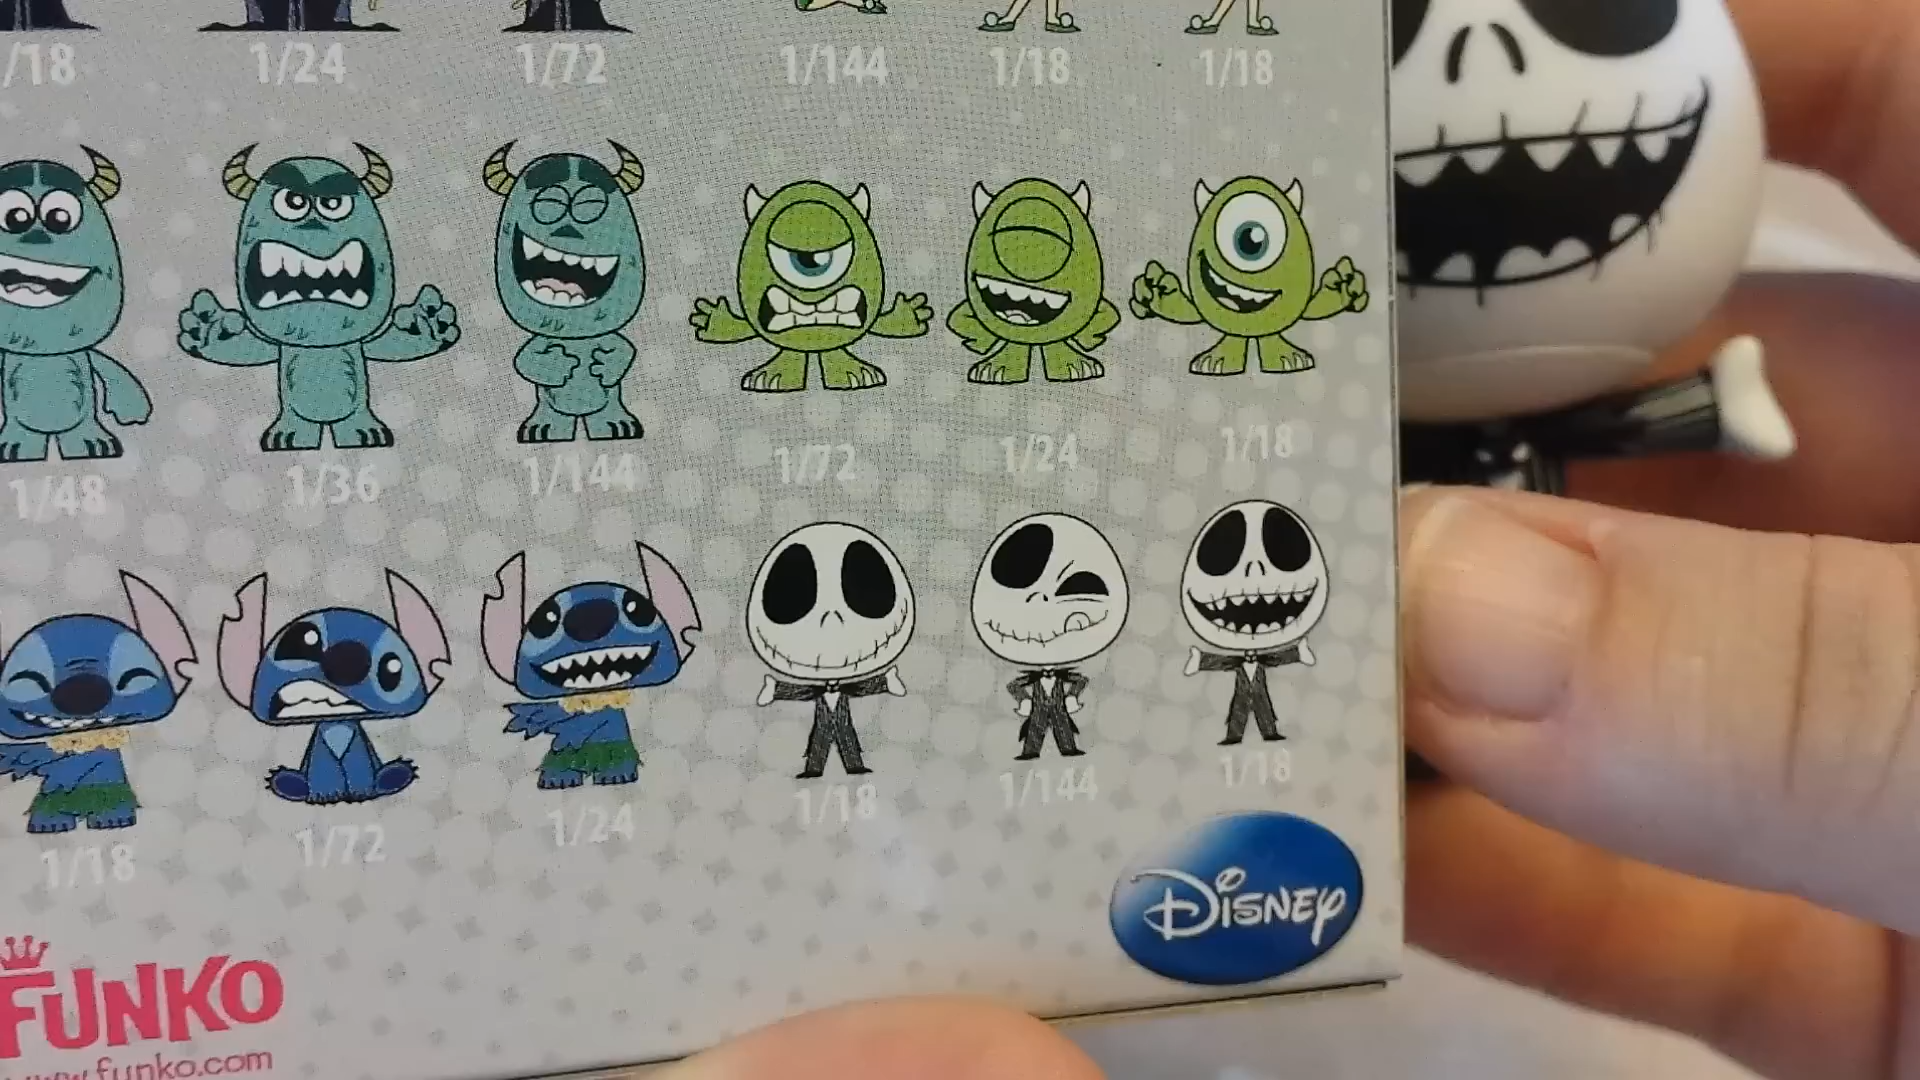 /18 1/24 1/72 1/144 1/18 1/18
1/48 1/36 1/144 1/72 1/24 1/18
1/18 1/72 1/24 1/18 1/144 1/18
DISNEY
FUNKO
www.funko.com